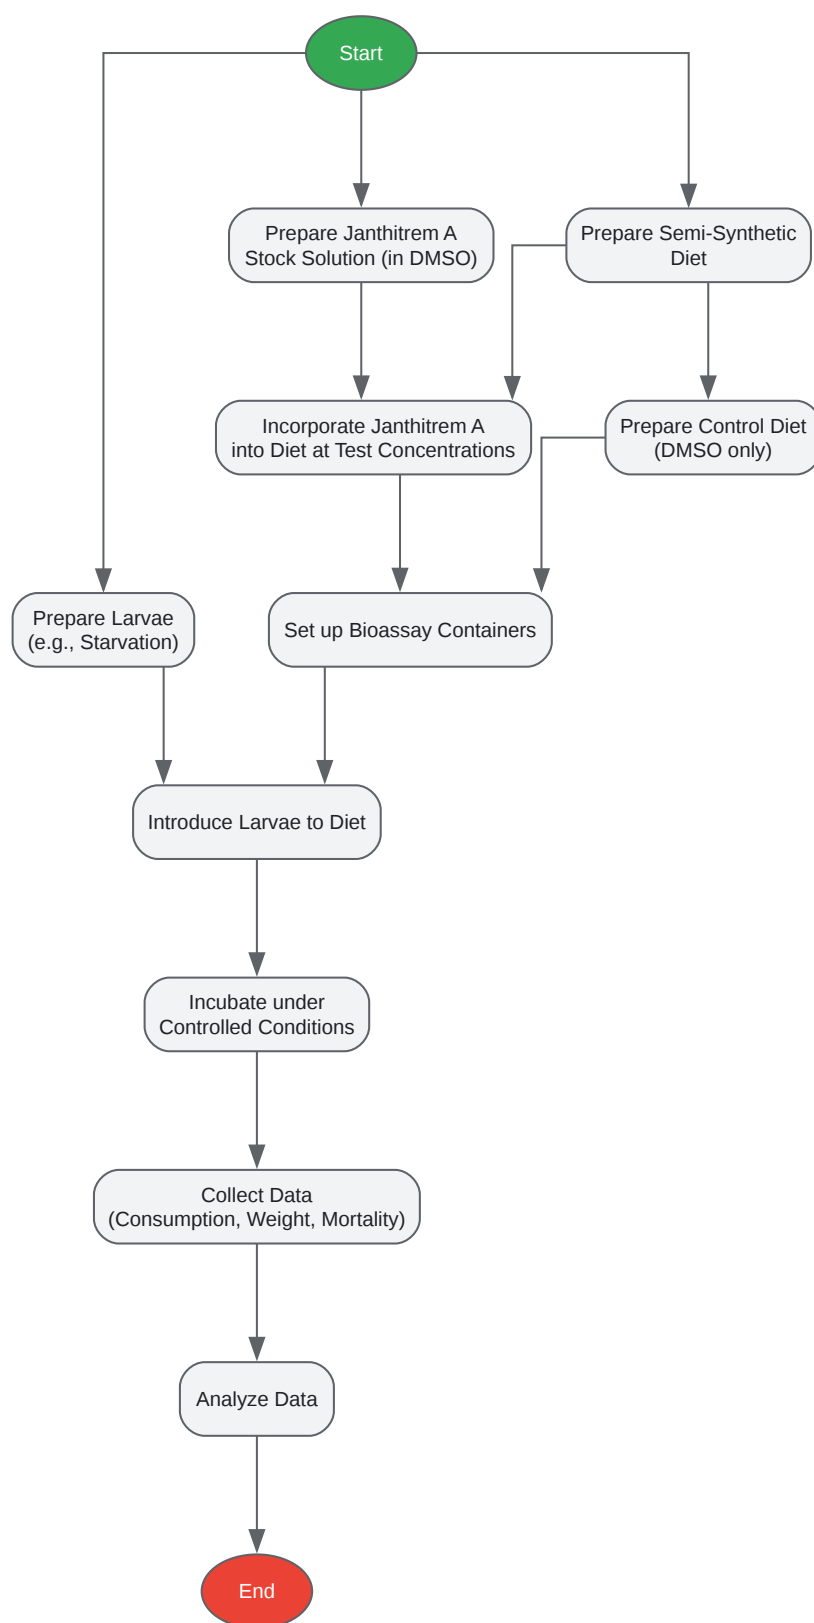 Start
Prepare Janthitrem A
Stock Solution (in DMSO)
Prepare Semi-Synthetic
Diet
Incorporate Janthitrem A
into Diet at Test Concentrations
Prepare Control Diet
(DMSO only)
Prepare Larvae
(e.g., Starvation)
Set up Bioassay Containers
Introduce Larvae to Diet
Incubate under
Controlled Conditions
Collect Data
(Consumption, Weight, Mortality)
Analyze Data
End